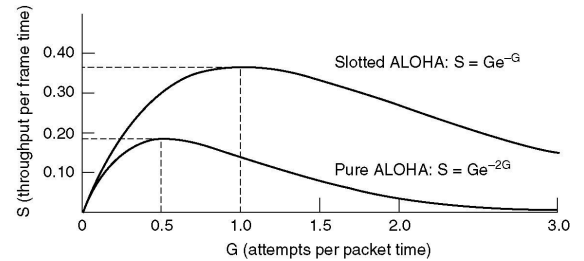 0.40
Slotted ALOHA: S = Ge⁻ᴳ
0.30
0.20
Pure ALOHA: S = Ge⁻²ᴳ
0.10
S (throughput per frame time)
0 0.5 1.0 1.5 2.0 3.0
G (attempts per packet time)